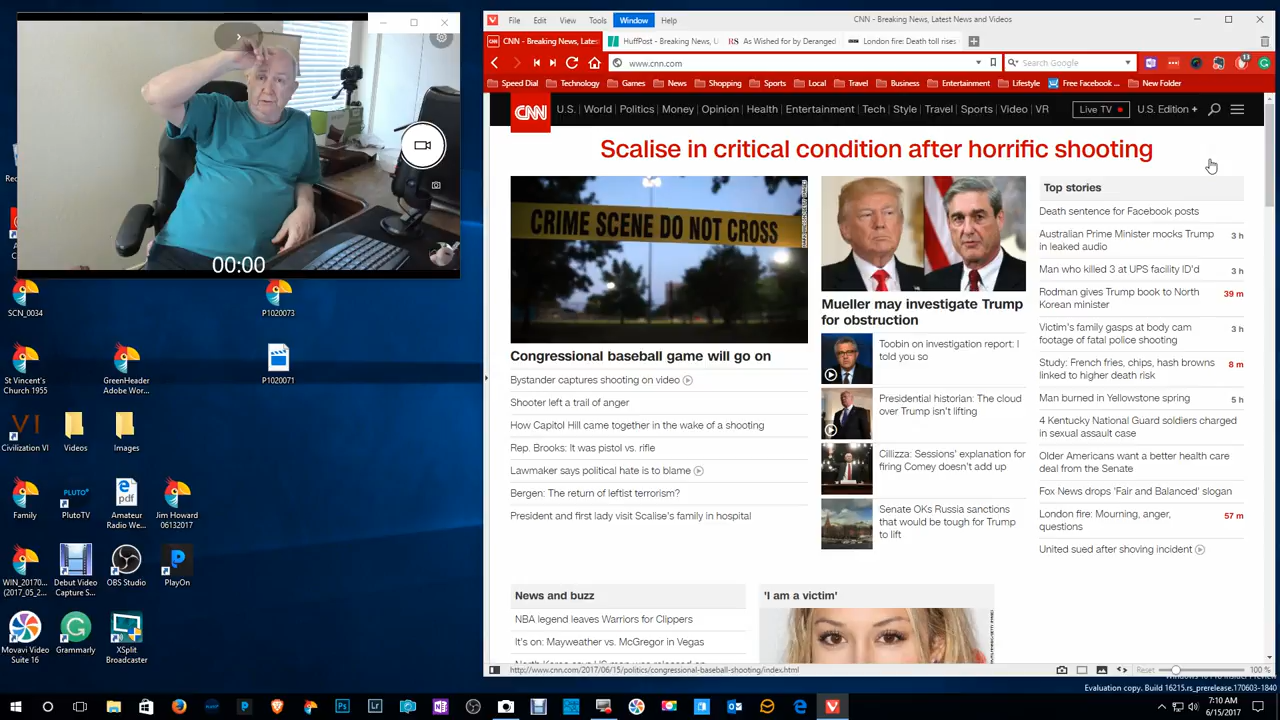 File Edit View Tools Window Help
CNN - Breaking News, Latest News and Videos
CNN - Breaking News, Lates
HuffPost - Breaking News, U
As Wished for by Deranged
London fire: Death toll rises
www.cnn.com
Search Google
Speed Dial Technology Games News Shopping Sports Local Travel Business Entertainment Lifestyle Free Facebook ... New Folder
CNN U.S. World Politics Money Opinion Health Entertainment Tech Style Travel Sports Video VR Live TV U.S. Edition +
Scalise in critical condition after horrific shooting
CRIME SCENE DO NOT CROSS
Congressional baseball game will go on
Bystander captures shooting on video
Shooter left a trail of anger
How Capitol Hill came together in the wake of a shooting
Rep. Brooks: It was pistol vs. rifle
Lawmaker says political hate is to blame
Bergen: The return of leftist terrorism?
President and first lady visit Scalise's family in hospital
Mueller may investigate Trump
for obstruction
Toobin on investigation report: I
told you so
Presidential historian: The cloud
over Trump isn't lifting
Cillizza: Sessions' explanation for
firing Comey doesn't add up
Senate OKs Russia sanctions
that would be tough for Trump
to lift
Top stories
Death sentence for Facebook posts
Australian Prime Minister mocks Trump 3 h
in leaked audio
Man who killed 3 at UPS facility ID'd 3 h
Rodman gives Trump book to North 39 m
Korean minister
Victim's family gasps at body cam 3 h
footage of fatal police shooting
Study: French fries, chips, hash browns 8 m
linked to higher death risk
Man burned in Yellowstone spring 5 h
4 Kentucky National Guard soldiers charged
in sexual assault case
Older Americans want a better health care
deal from the Senate
Fox News drops 'Fair and Balanced' slogan
London fire: Mourning, anger, 57 m
questions
United sued after shoving incident
News and buzz
NBA legend leaves Warriors for Clippers
It's on: Mayweather vs. McGregor in Vegas
'I am a victim'
http://www.cnn.com/2017/06/15/politics/congressional-baseball-shooting/index.html
Reset 100 %
00:00
SCN_0034
P1020073
St Vincent's
Church 1955
GreenHeader
Adobe Wor...
P1020071
Civilization VI
Videos
Images
Family
PlutoTV
Amateur
Radio We...
Jim Howard
06132017
WIN_20170...
(2017_05_2...
Debut Video
Capture S...
OBS Studio
PlayOn
Movavi Video
Suite 16
Grammarly
XSplit
Broadcaster
Evaluation copy. Build 16215.rs_prerelease.170603-1840
7:10 AM
6/15/2017